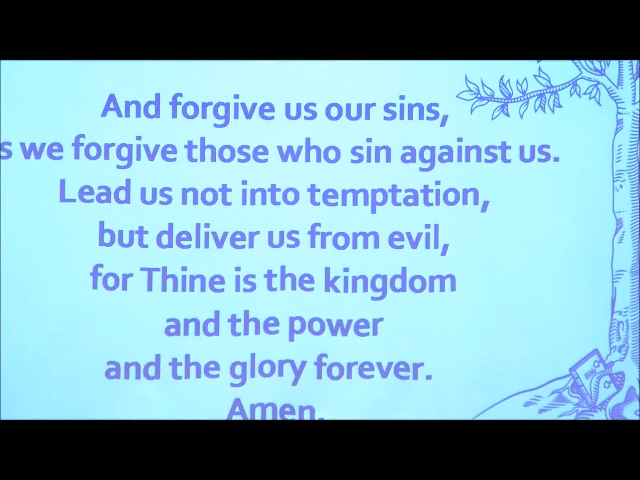 And forgive us our sins,
s we forgive those who sin against us.
Lead us not into temptation,
but deliver us from evil,
for Thine is the kingdom
and the power
and the glory forever.
Amen.